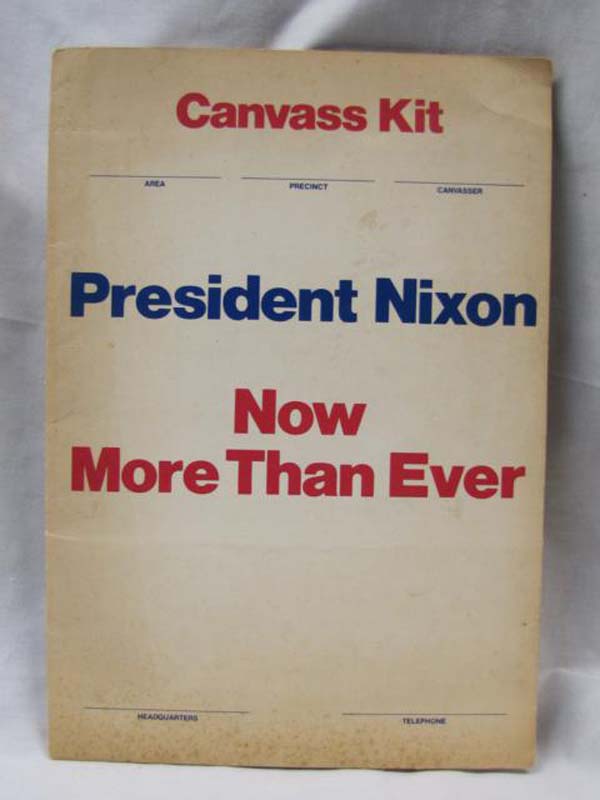 Canvass Kit
AREA PRECINCT CANVASSER
President Nixon
Now
More Than Ever
HEADQUARTERS TELEPHONE